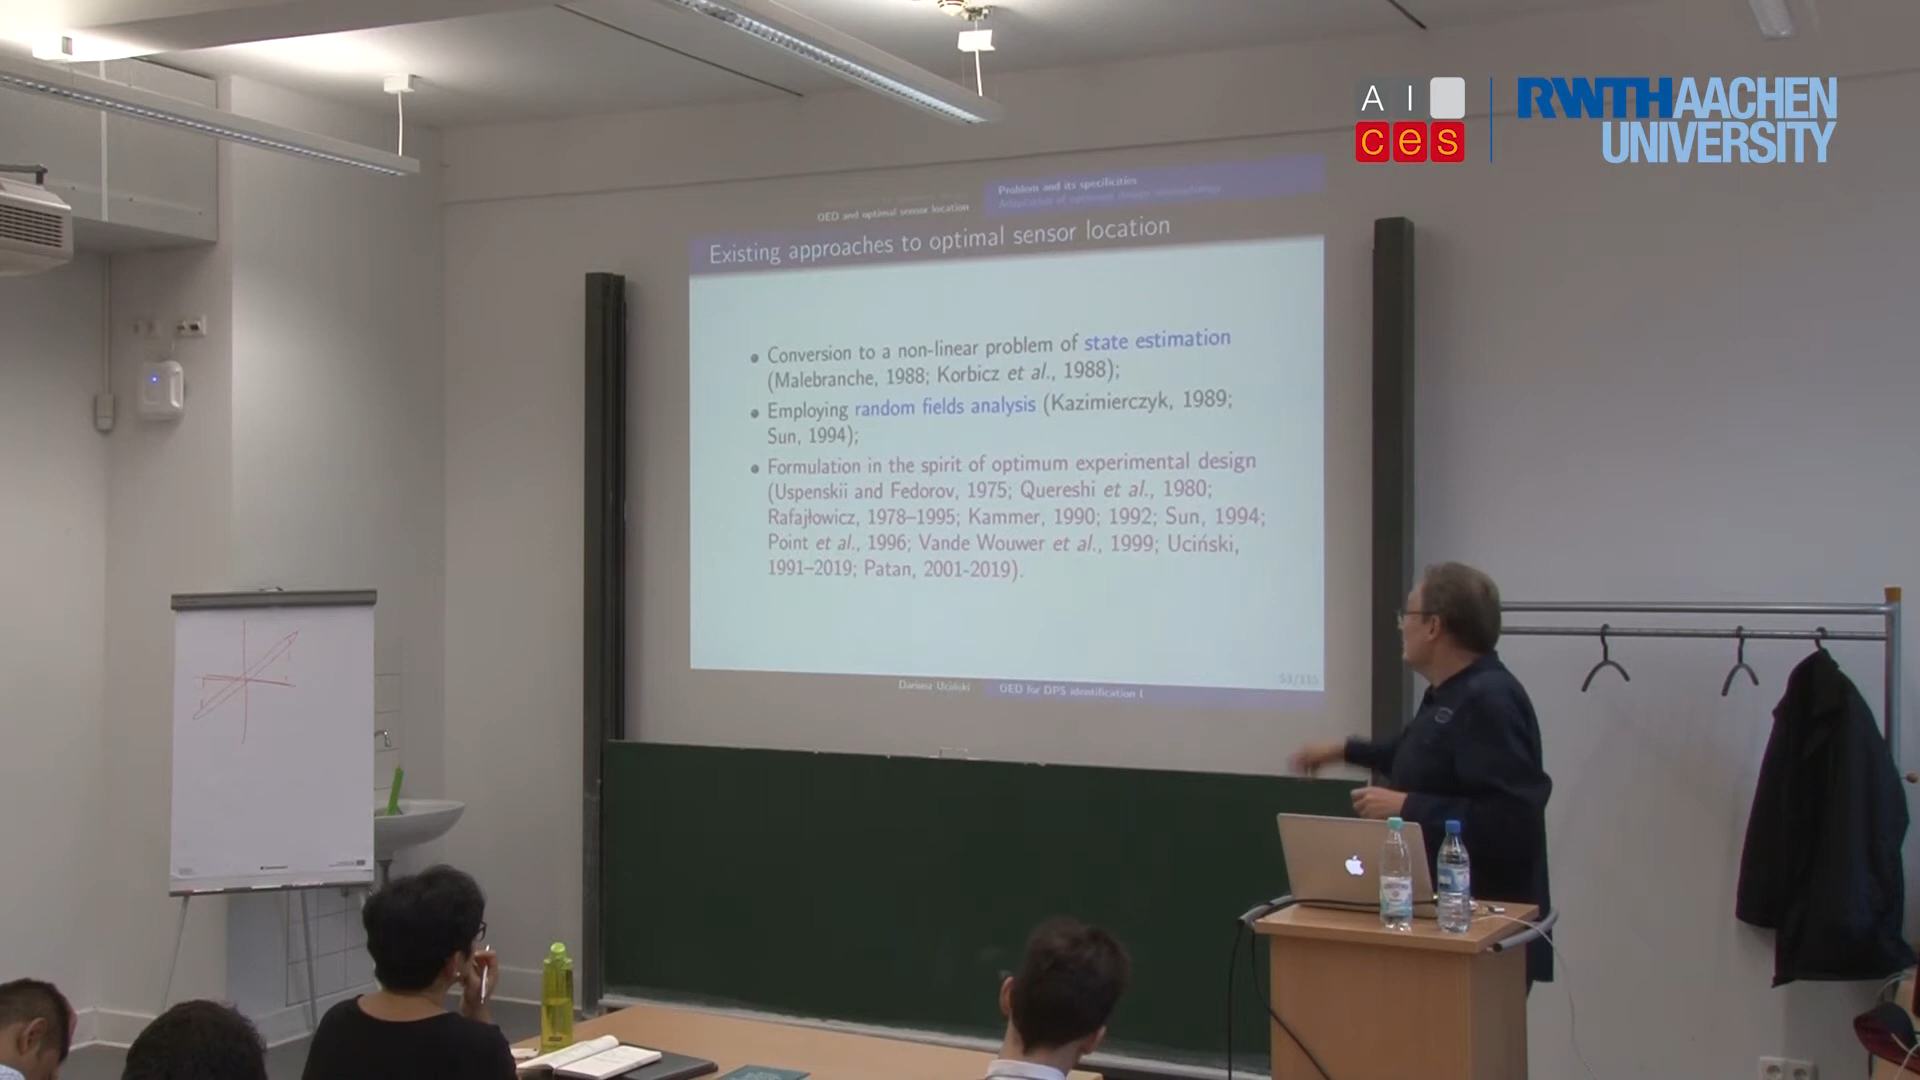 AI
ces
RWTHAACHEN
UNIVERSITY
Problem and its specificities
OED and optimal sensor location
Existing approaches to optimal sensor location
• Conversion to a non-linear problem of state estimation
(Malebranche, 1988; Korbicz et al., 1988);
• Employing random fields analysis (Kazimierczyk, 1989;
Sun, 1994);
• Formulation in the spirit of optimum experimental design
(Uspenskii and Fedorov, 1975; Quereshi et al., 1980;
Rafajłowicz, 1978–1995; Kammer, 1990; 1992; Sun, 1994;
Point et al., 1996; Vande Wouwer et al., 1999; Uciński,
1991–2019; Patan, 2001-2019).
53/115
Dariusz Uciński
OED for DPS identification I